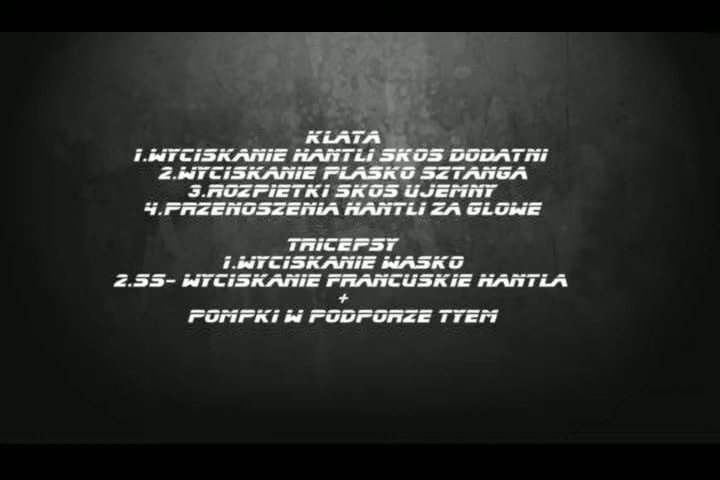 KLATA
1.WYCISKANIE HANTLI SKOS DODATNI
2.WYCISKANIE PLASKO SZTANGA
3.ROZPIETKI SKOS UJEMNY
4.PRZENOSZENIA HANTLI ZA GLOWE
TRICEPSY
1.WYCISKANIE WASKO
2.SS- WYCISKANIE FRANCUSKIE HANTLA
+
POMPKI W PODPORZE TYEM